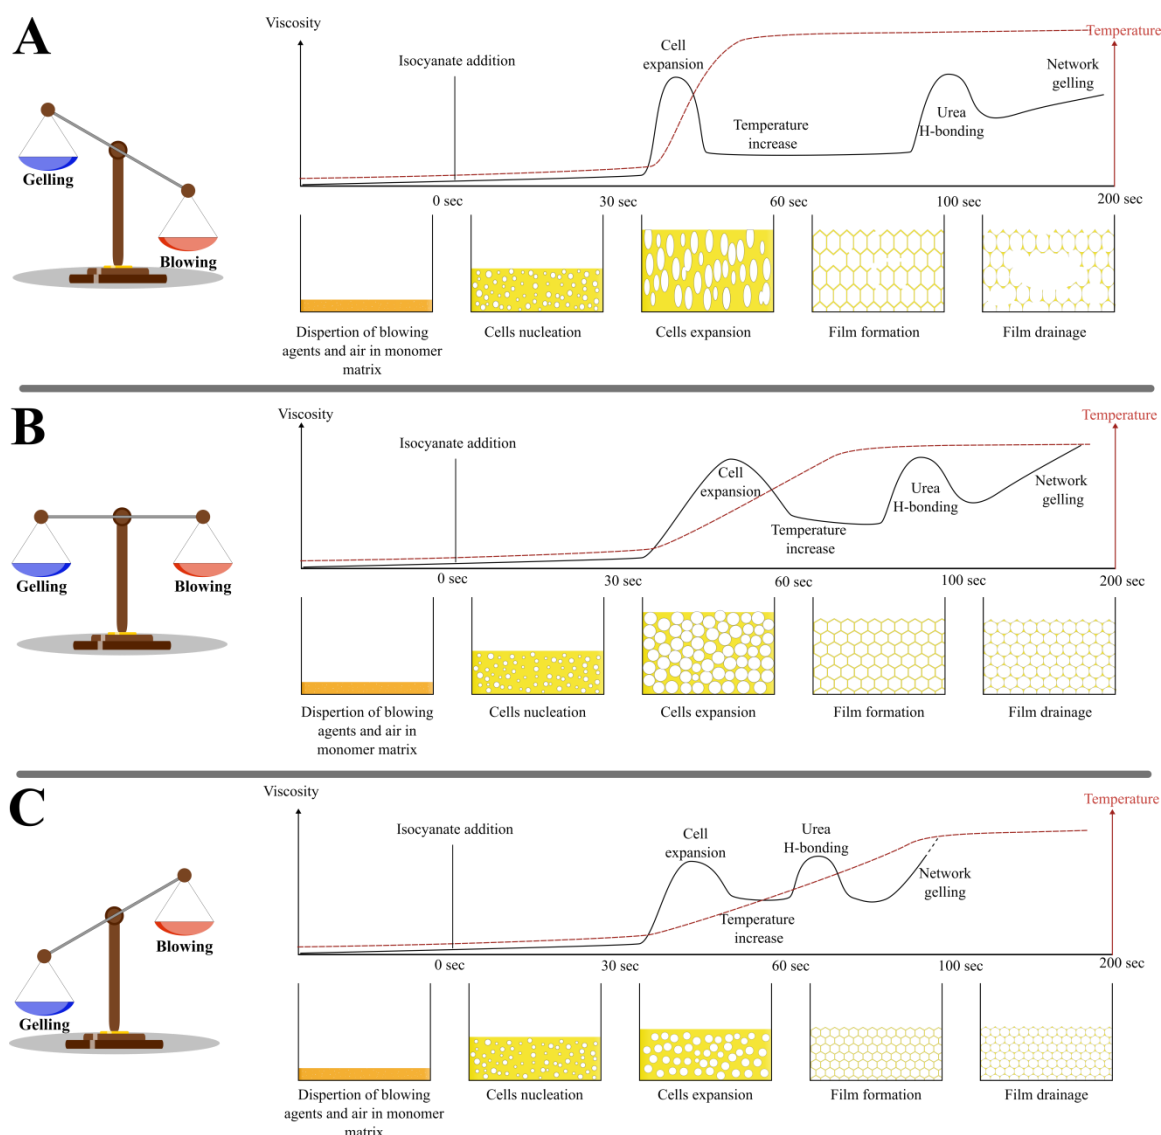 A
Viscosity
Temperature
Isocyanate addition
Cell
expansion
Temperature
increase
Urea
H-bonding
Network
gelling
Gelling
Blowing
0 sec
30 sec
60 sec
100 sec
200 sec
Dispertion of blowing
agents and air in monomer
matrix
Cells nucleation
Cells expansion
Film formation
Film drainage
B
Viscosity
Temperature
Isocyanate addition
Cell
expansion
Temperature
increase
Urea
H-bonding
Network
gelling
Gelling
Blowing
0 sec
30 sec
60 sec
100 sec
200 sec
Dispertion of blowing
agents and air in
monomer matrix
Cells nucleation
Cells expansion
Film formation
Film drainage
C
Viscosity
Temperature
Isocyanate addition
Cell
expansion
Temperature
increase
Urea
H-bonding
Network
gelling
Blowing
Gelling
0 sec
30 sec
60 sec
100 sec
200 sec
Dispertion of blowing
agents and air in monomer
matrix
Cells nucleation
Cells expansion
Film formation
Film drainage